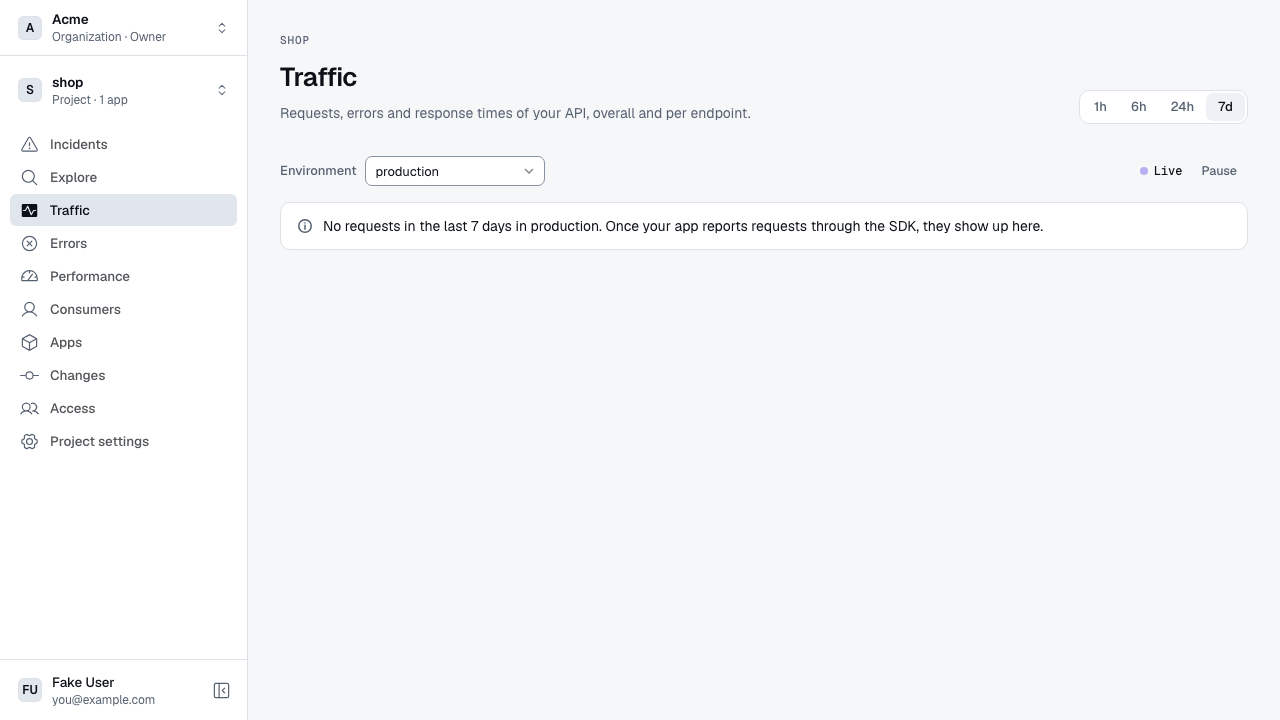 A
Acme
Organization · Owner
S
shop
Project · 1 app
Incidents
Explore
Traffic
Errors
Performance
Consumers
Apps
Changes
Access
Project settings
FU
Fake User
you@example.com
SHOP
Traffic
Requests, errors and response times of your API, overall and per endpoint.
1h 6h 24h 7d
Environment production
Live Pause
No requests in the last 7 days in production. Once your app reports requests through the SDK, they show up here.